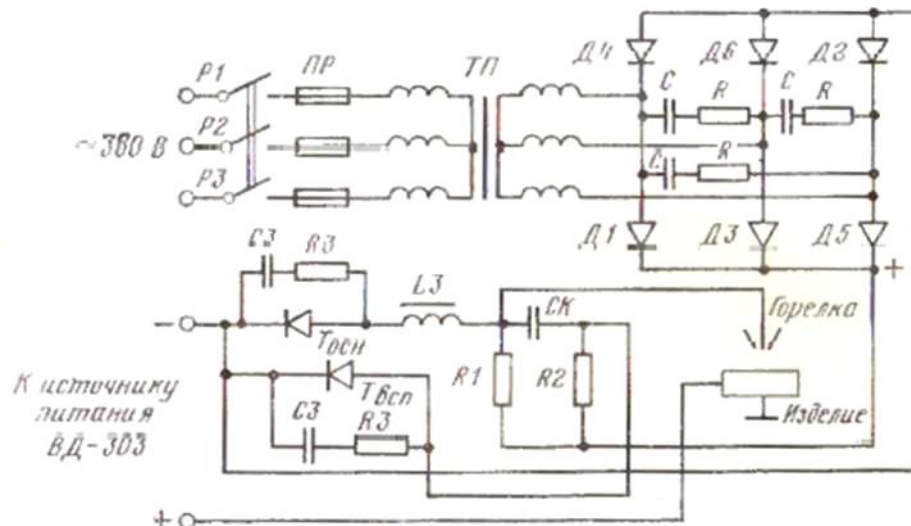 Р1 ПР ТП Д4 Д6 Д2
С R С R
Р2
~380 В
Р3 С R
Д1 Д3 Д5
+
С3 R3
L3 СК Горелка
−
Тосн
R1 R2
Твсп
К источнику
питания
ВД-303
С3 R3
Изделие
+